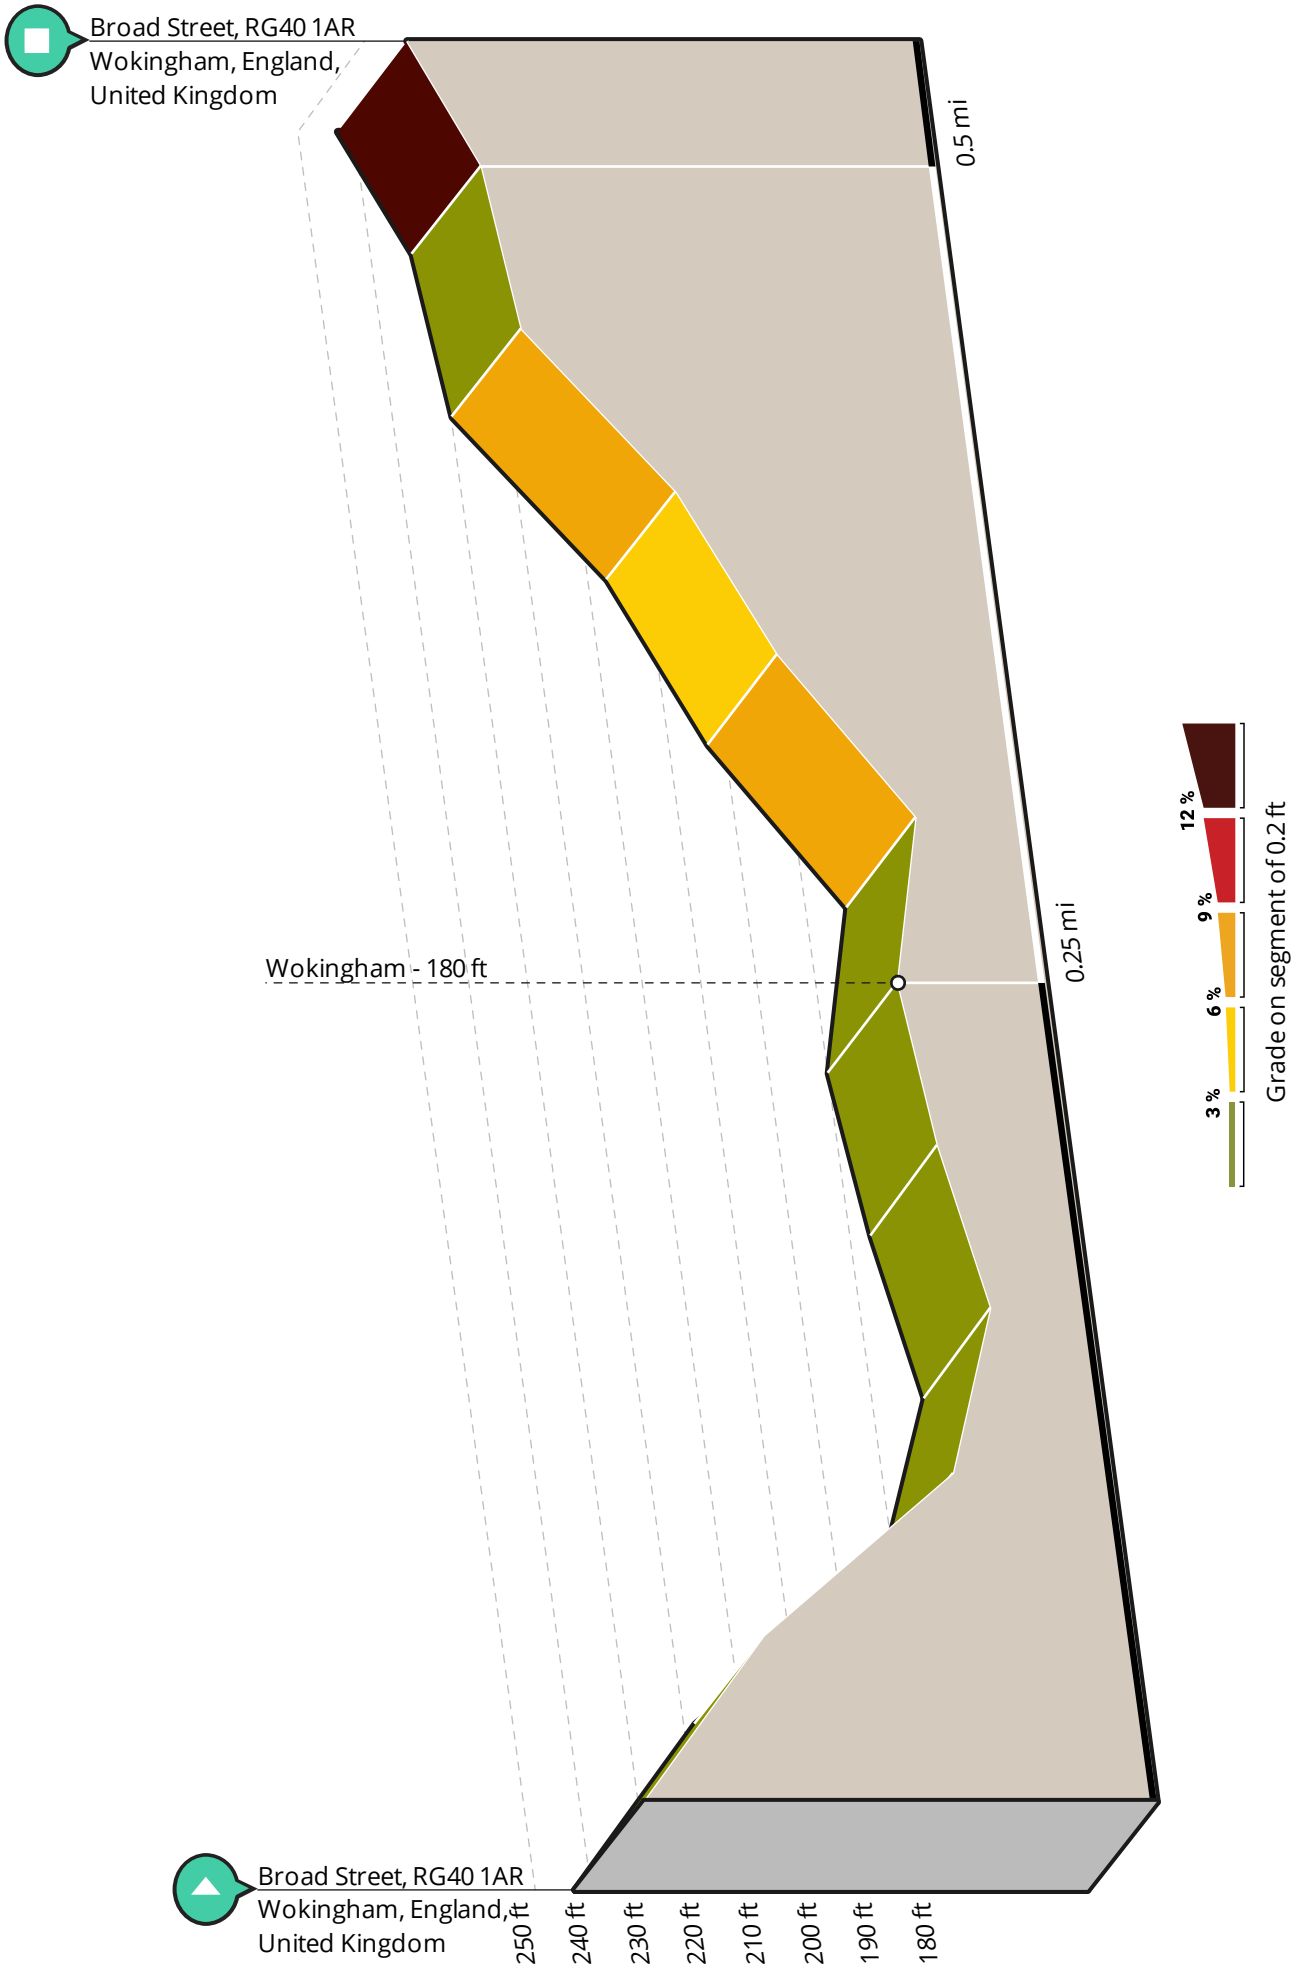 Broad Street, RG40 1AR
Wokingham, England,
United Kingdom
0.5 mi
Wokingham - 180 ft
0.25 mi
12 %
9 %
6 %
3 %
Grade on segment of 0.2 ft
Broad Street, RG40 1AR
Wokingham, England,
United Kingdom
250 ft
240 ft
230 ft
220 ft
210 ft
200 ft
190 ft
180 ft